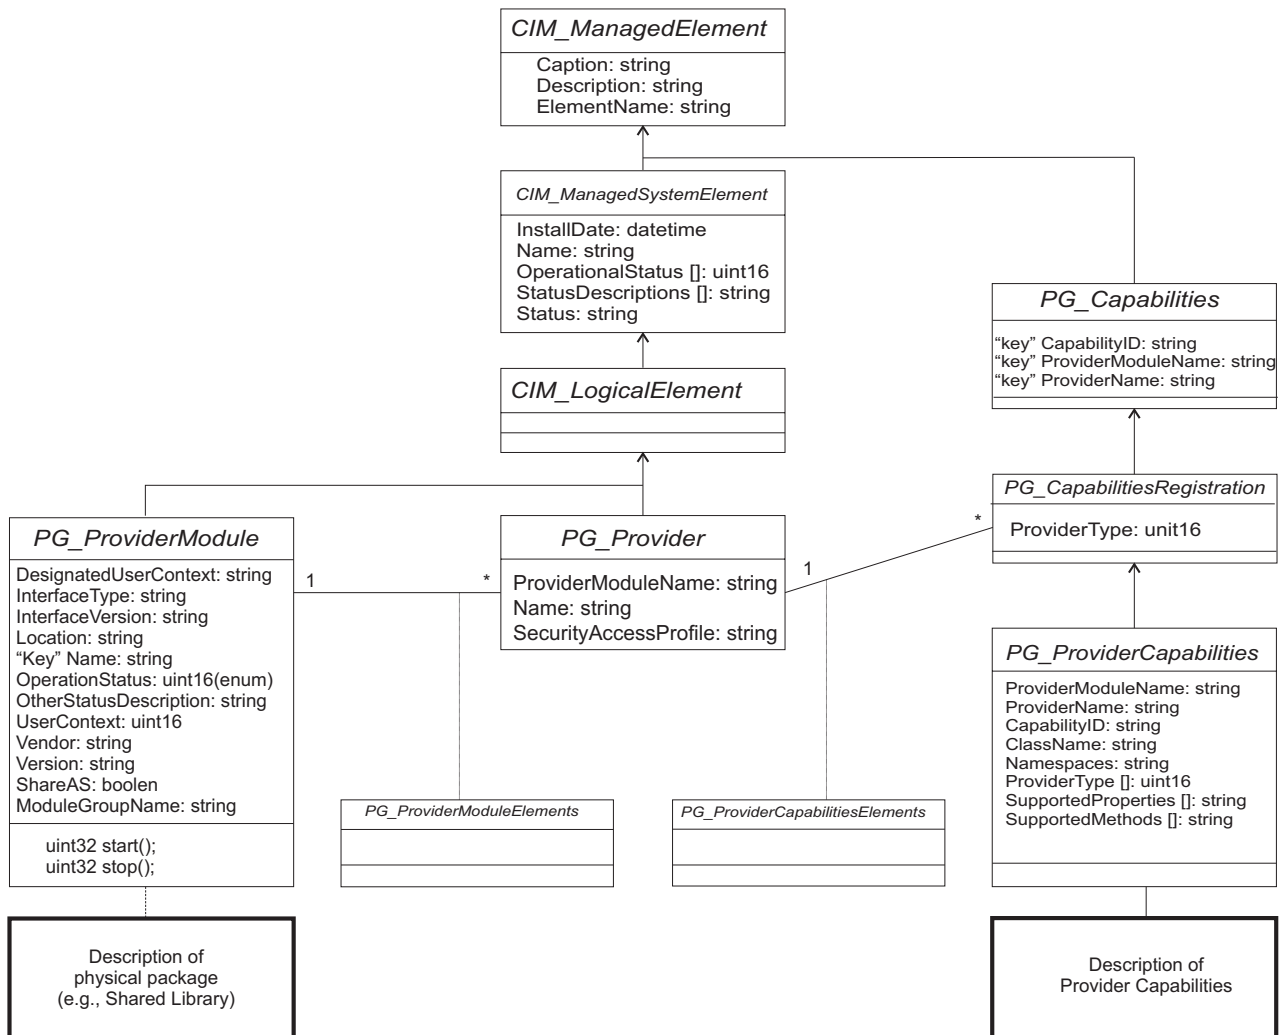 CIM_ManagedElement
Caption: string
Description: string
ElementName: string
CIM_ManagedSystemElement
InstallDate: datetime
Name: string
OperationalStatus []: uint16
StatusDescriptions []: string
Status: string
PG_Capabilities
“key” CapabilityID: string
“key” ProviderModuleName: string
“key” ProviderName: string
CIM_LogicalElement
PG_CapabilitiesRegistration
ProviderType: unit16
PG_ProviderModule
DesignatedUserContext: string
InterfaceType: string
InterfaceVersion: string
Location: string
“Key” Name: string
OperationStatus: uint16(enum)
OtherStatusDescription: string
UserContext: uint16
Vendor: string
Version: string
ShareAS: boolen
ModuleGroupName: string
uint32 start();
uint32 stop();
1
*
PG_Provider
ProviderModuleName: string
Name: string
SecurityAccessProfile: string
1
*
PG_ProviderCapabilities
ProviderModuleName: string
ProviderName: string
CapabilityID: string
ClassName: string
Namespaces: string
ProviderType []: uint16
SupportedProperties []: string
SupportedMethods []: string
PG_ProviderModuleElements
PG_ProviderCapabilitiesElements
Description of
physical package
(e.g., Shared Library)
Description of
Provider Capabilities